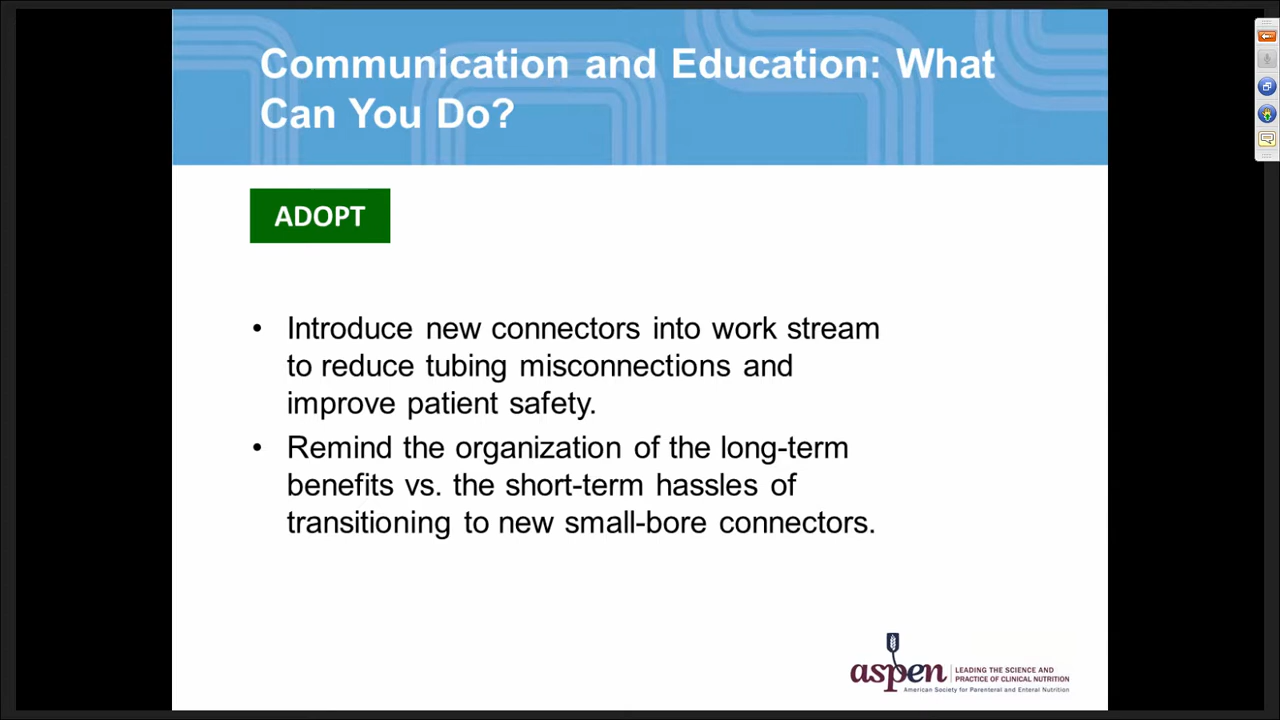 Communication and Education: What
Can You Do?
ADOPT
• Introduce new connectors into work stream
to reduce tubing misconnections and
improve patient safety.
• Remind the organization of the long-term
benefits vs. the short-term hassles of
transitioning to new small-bore connectors.
aspen
LEADING THE SCIENCE AND
PRACTICE OF CLINICAL NUTRITION
American Society for Parenteral and Enteral Nutrition